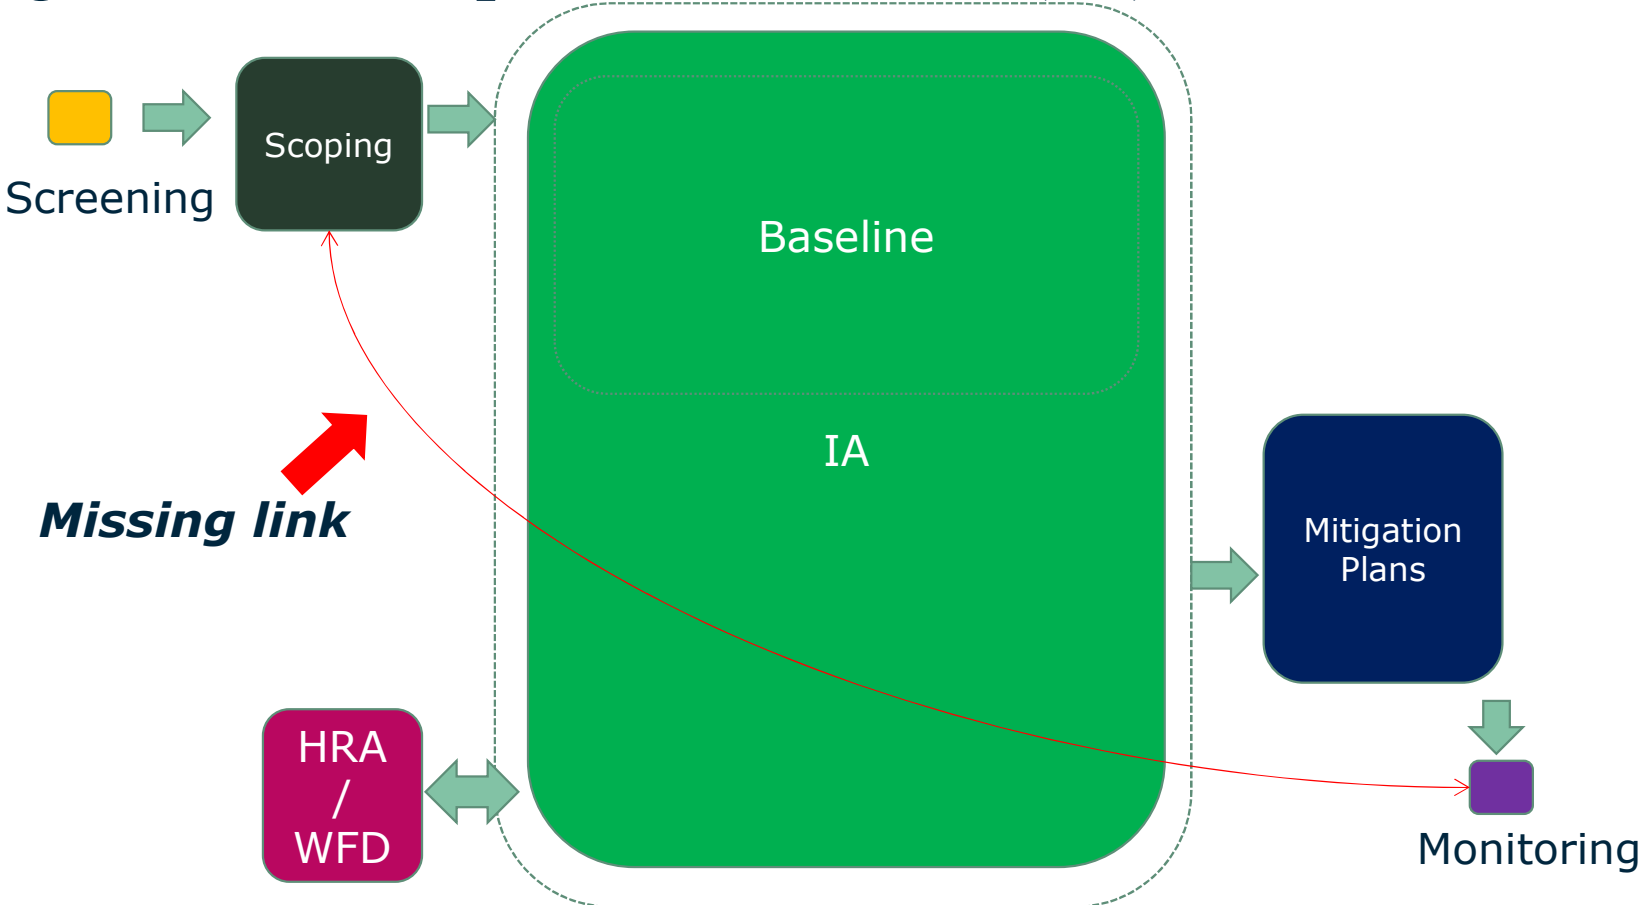 Screening
Scoping
Baseline
IA
Missing link
HRA
/
WFD
Mitigation
Plans
Monitoring